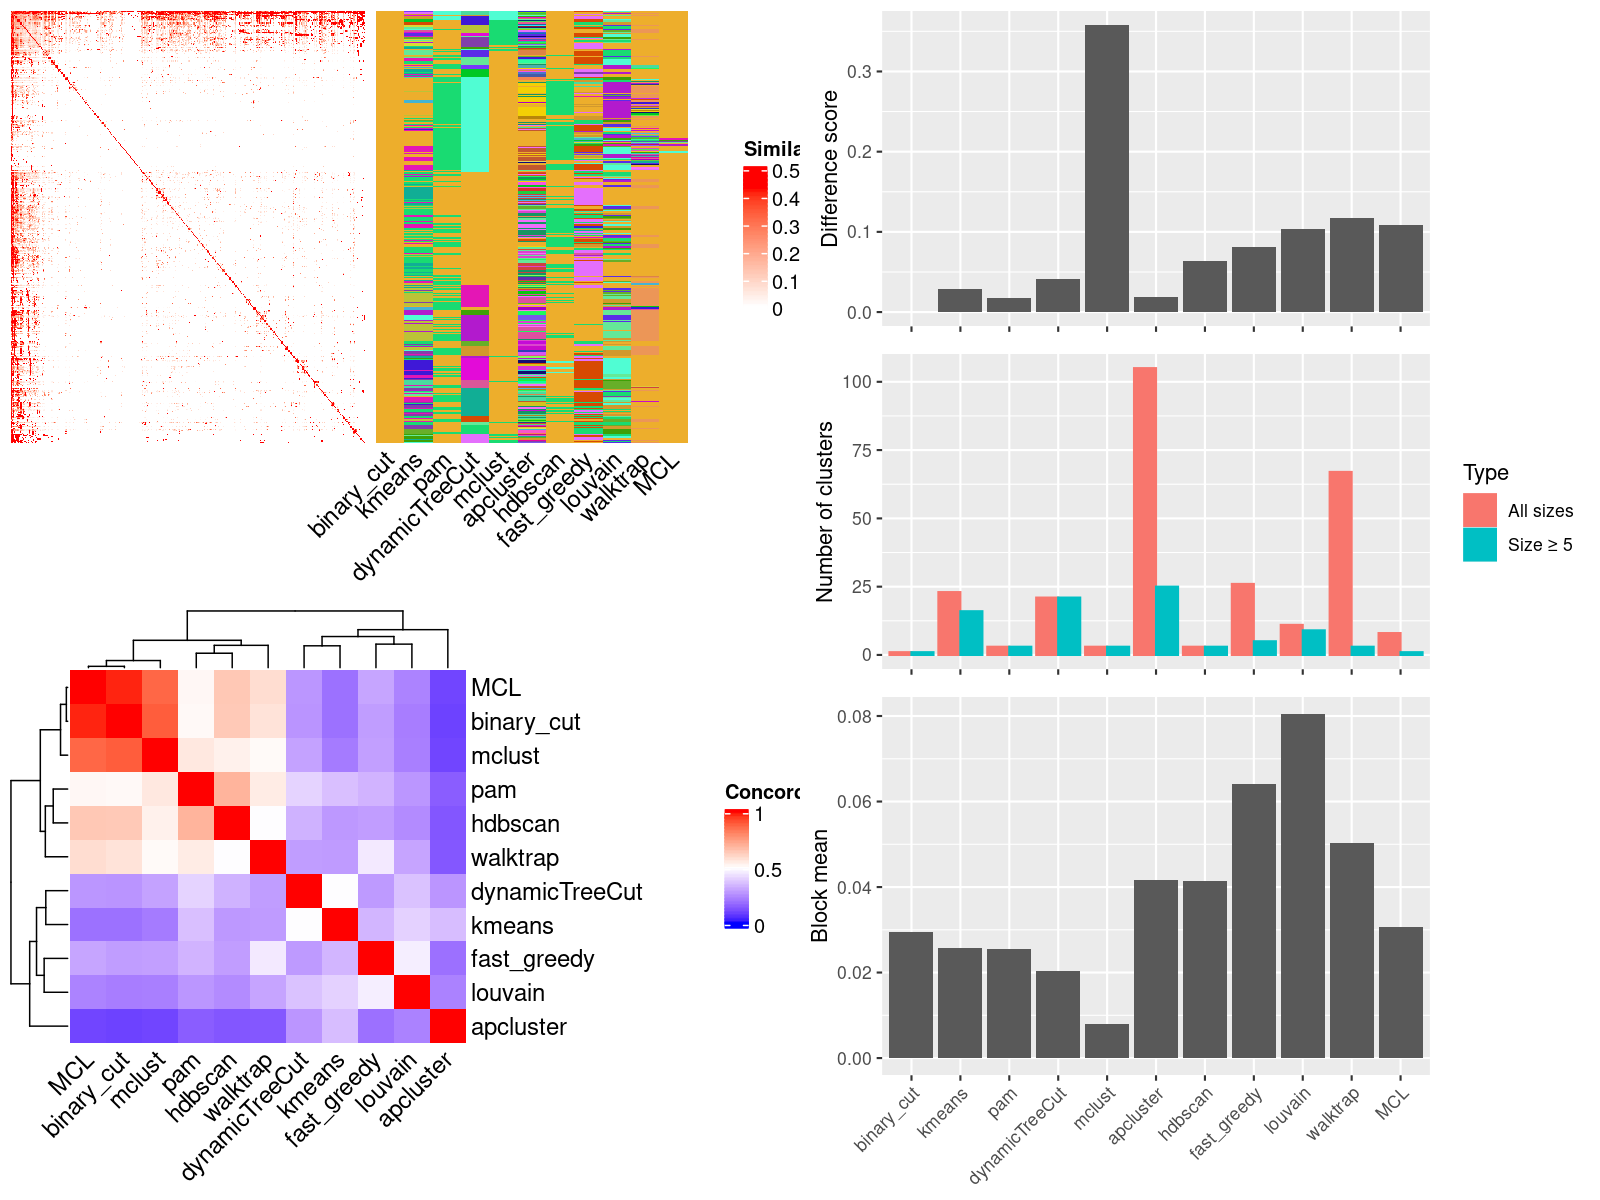 Simila
0.5
0.4
0.3
0.2
0.1
0
binary_cut
kmeans
pam
dynamicTreeCut
mclust
apcluster
hdbscan
fast_greedy
louvain
walktrap
MCL
MCL
binary_cut
mclust
pam
hdbscan
walktrap
dynamicTreeCut
kmeans
fast_greedy
louvain
apcluster
Concord
1
0.5
0
MCL
binary_cut
mclust
pam
hdbscan
walktrap
dynamicTreeCut
kmeans
fast_greedy
louvain
apcluster
Difference score
0.3
0.2
0.1
0.0
Number of clusters
100
75
50
25
0
Type
All sizes
Size ≥ 5
Block mean
0.08
0.06
0.04
0.02
0.00
binary_cut
kmeans
pam
dynamicTreeCut
mclust
apcluster
hdbscan
fast_greedy
louvain
walktrap
MCL